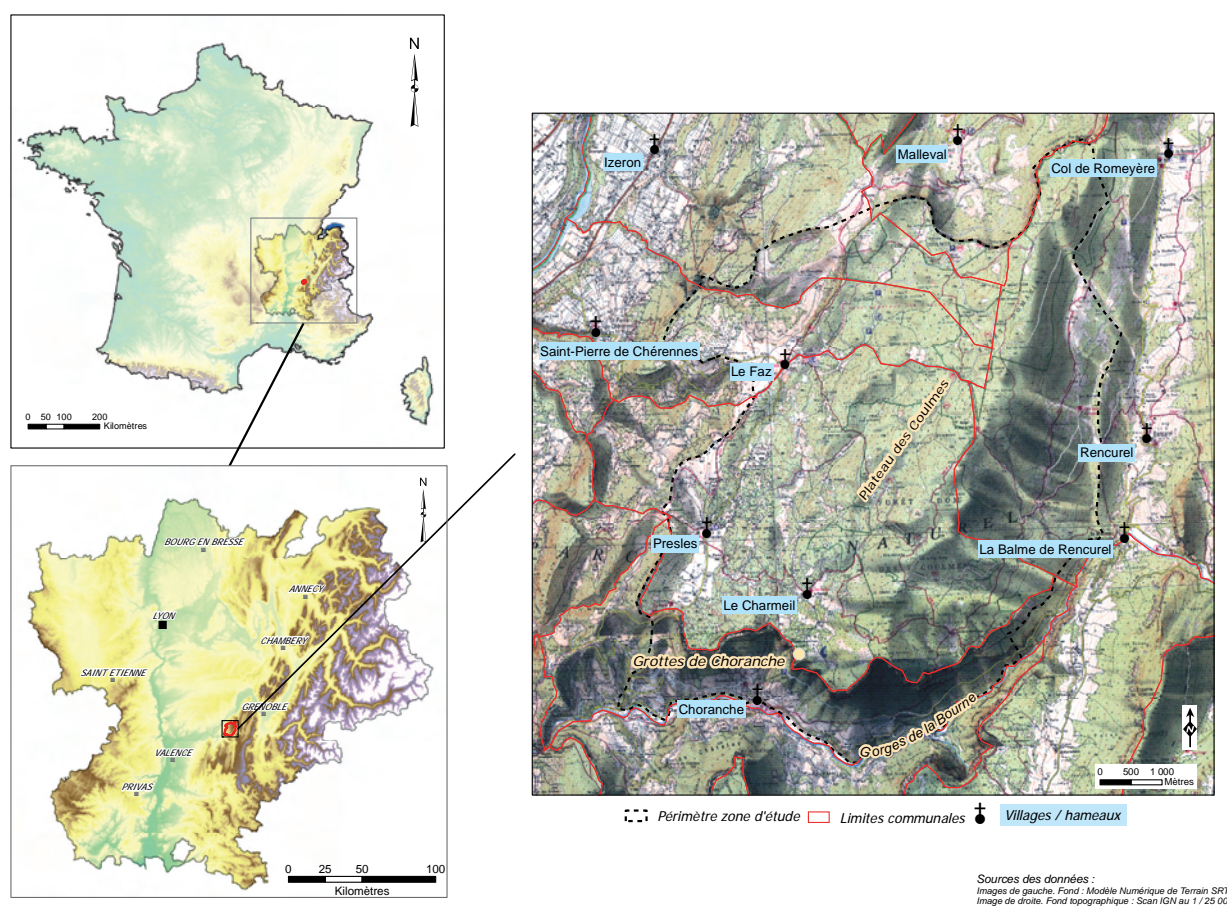 N
0 50 100 200
Kilomètres
N
BOURG EN BRESSE
ANNECY
LYON
CHAMBERY
SAINT ETIENNE
GRENOBLE
VALENCE
PRIVAS
0 25 50 100
Kilomètres
Izeron
Malleval
Col de Romeyère
Saint-Pierre de Chérennes
Le Faz
Plateau des Coulmes
Rencurel
Presles
La Balme de Rencurel
Le Charmeil
Grottes de Choranche
Choranche
Gorges de la Bourne
N
0 500 1 000
Mètres
Périmètre zone d'étude Limites communales Villages / hameaux
Sources des données :
Images de gauche. Fond : Modèle Numérique de Terrain SRT
Image de droite. Fond topographique : Scan IGN au 1 / 25 00